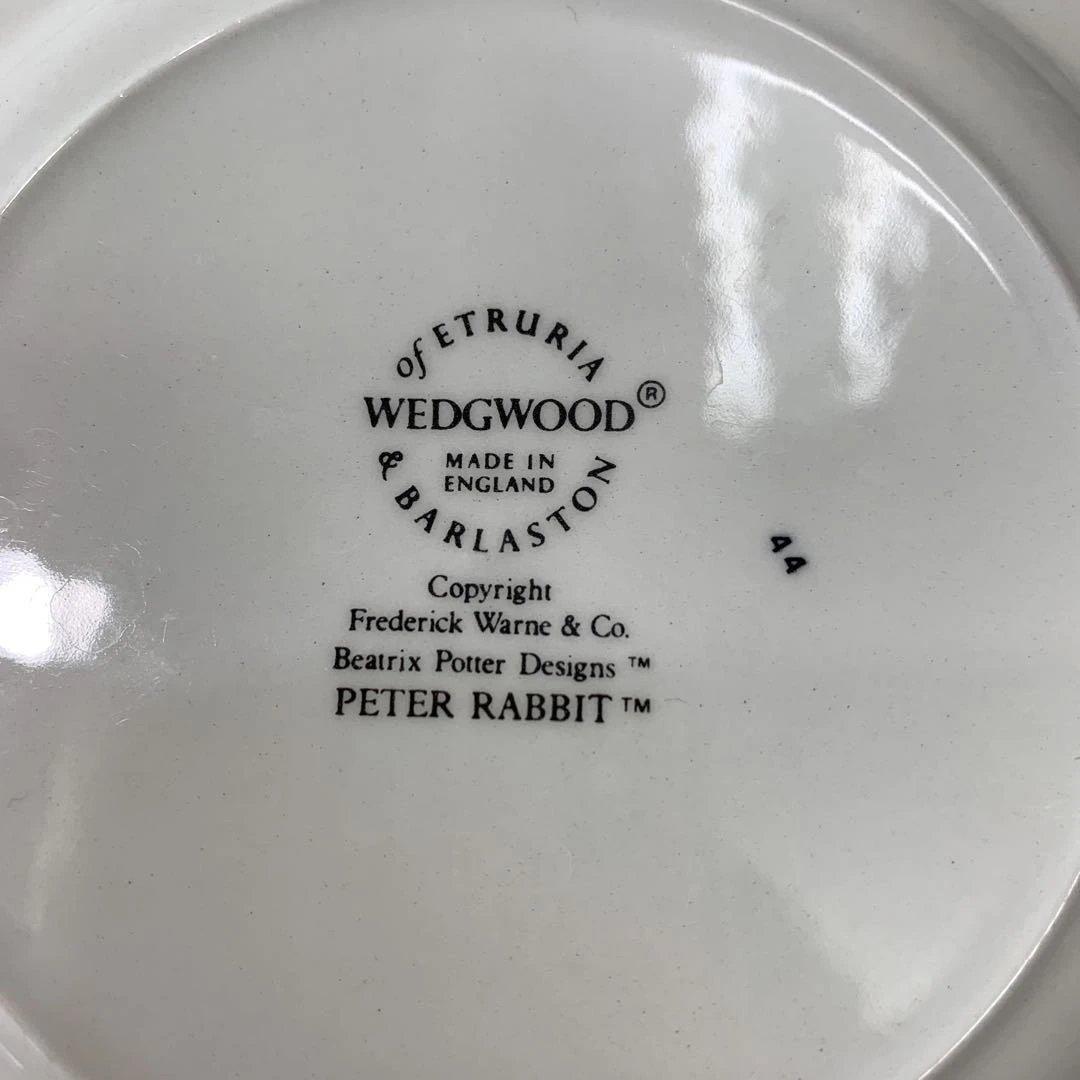 of ETRURIA
WEDGWOOD®
MADE IN
ENGLAND
& BARLASTON
44
Copyright
Frederick Warne & Co.
Beatrix Potter Designs ™
PETER RABBIT ™